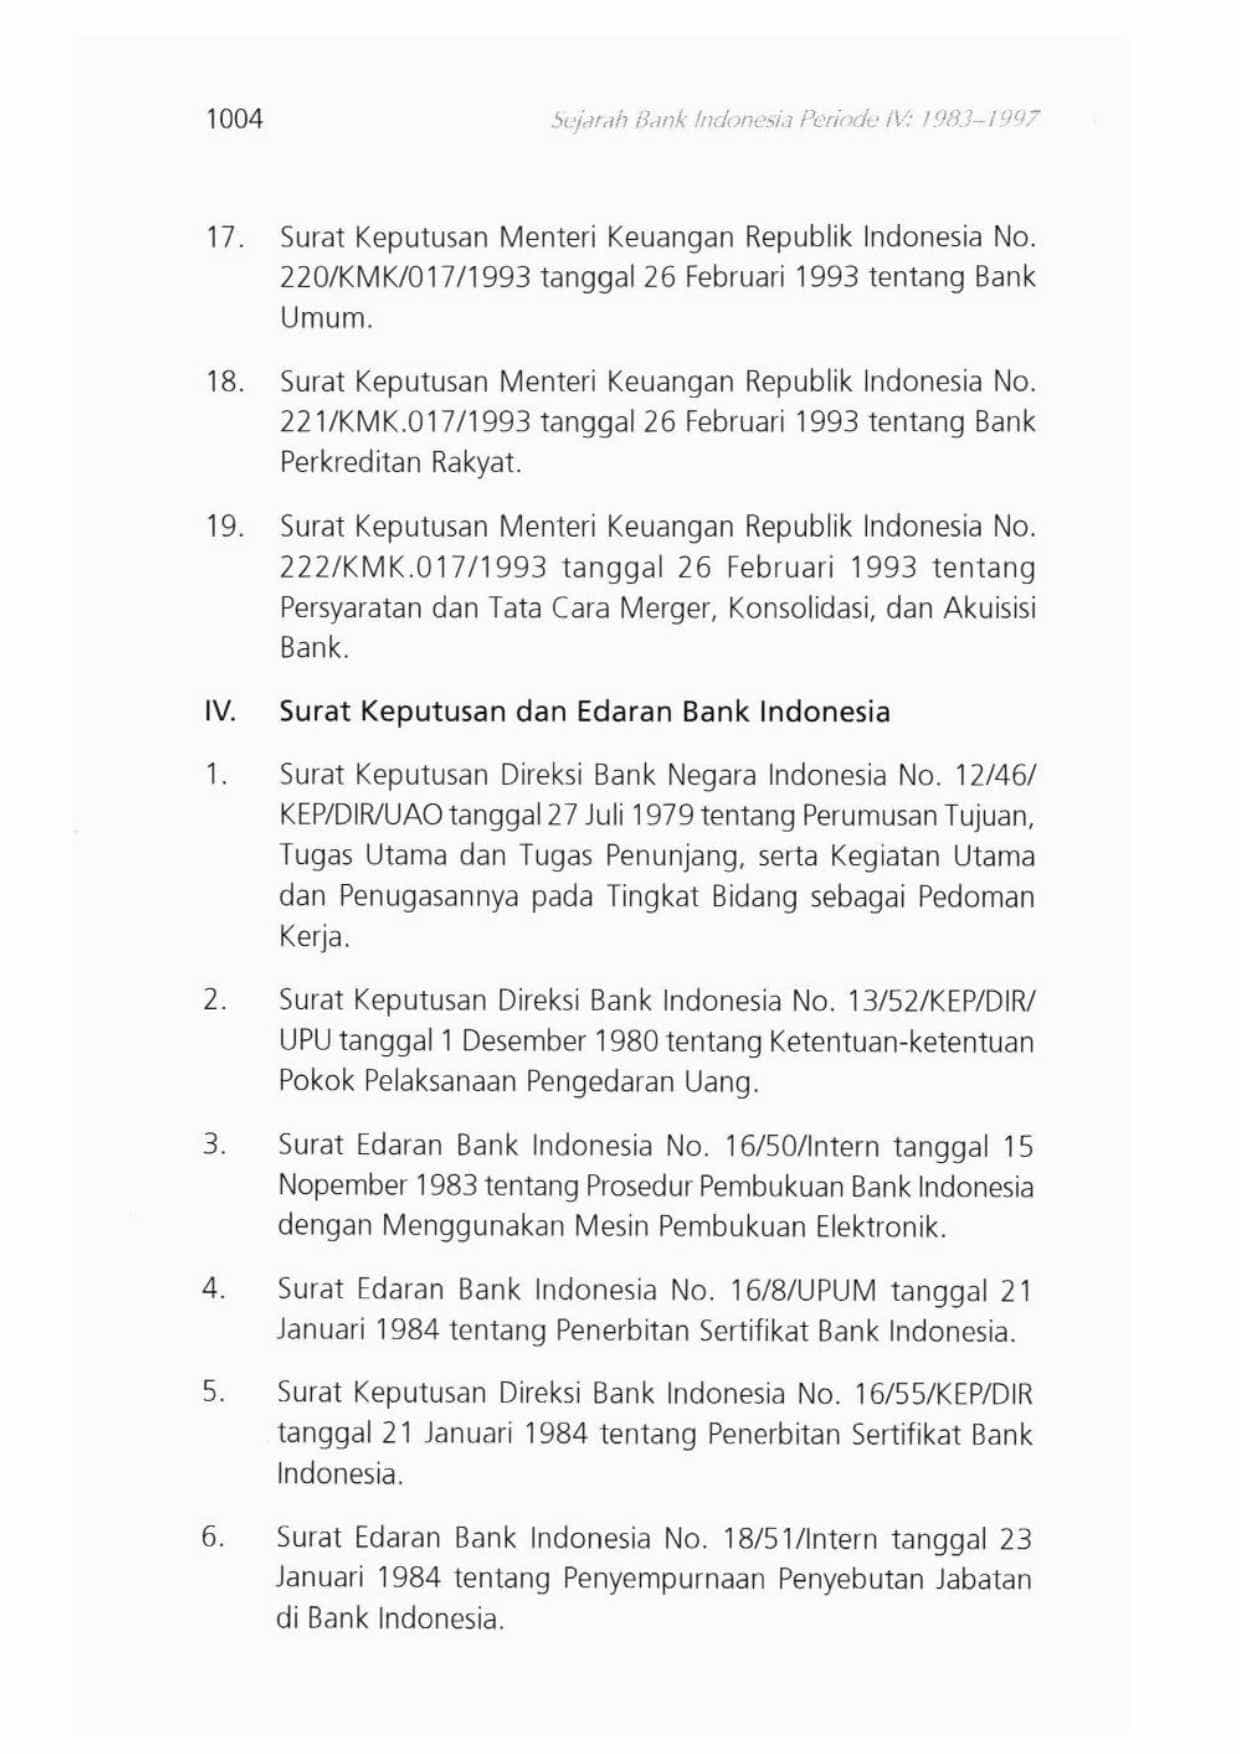 1004
Sejarah Bank Indonesia Periode IV: 1983–1997
17. Surat Keputusan Menteri Keuangan Republik Indonesia No.
220/KMK/017/1993 tanggal 26 Februari 1993 tentang Bank
Umum.
18. Surat Keputusan Menteri Keuangan Republik Indonesia No.
221/KMK.017/1993 tanggal 26 Februari 1993 tentang Bank
Perkreditan Rakyat.
19. Surat Keputusan Menteri Keuangan Republik Indonesia No.
222/KMK.017/1993 tanggal 26 Februari 1993 tentang
Persyaratan dan Tata Cara Merger, Konsolidasi, dan Akuisisi
Bank.
IV. Surat Keputusan dan Edaran Bank Indonesia
1. Surat Keputusan Direksi Bank Negara Indonesia No. 12/46/
KEP/DIR/UAO tanggal 27 Juli 1979 tentang Perumusan Tujuan,
Tugas Utama dan Tugas Penunjang, serta Kegiatan Utama
dan Penugasannya pada Tingkat Bidang sebagai Pedoman
Kerja.
2. Surat Keputusan Direksi Bank Indonesia No. 13/52/KEP/DIR/
UPU tanggal 1 Desember 1980 tentang Ketentuan-ketentuan
Pokok Pelaksanaan Pengedaran Uang.
3. Surat Edaran Bank Indonesia No. 16/50/Intern tanggal 15
Nopember 1983 tentang Prosedur Pembukuan Bank Indonesia
dengan Menggunakan Mesin Pembukuan Elektronik.
4. Surat Edaran Bank Indonesia No. 16/8/UPUM tanggal 21
Januari 1984 tentang Penerbitan Sertifikat Bank Indonesia.
5. Surat Keputusan Direksi Bank Indonesia No. 16/55/KEP/DIR
tanggal 21 Januari 1984 tentang Penerbitan Sertifikat Bank
Indonesia.
6. Surat Edaran Bank Indonesia No. 18/51/Intern tanggal 23
Januari 1984 tentang Penyempurnaan Penyebutan Jabatan
di Bank Indonesia.